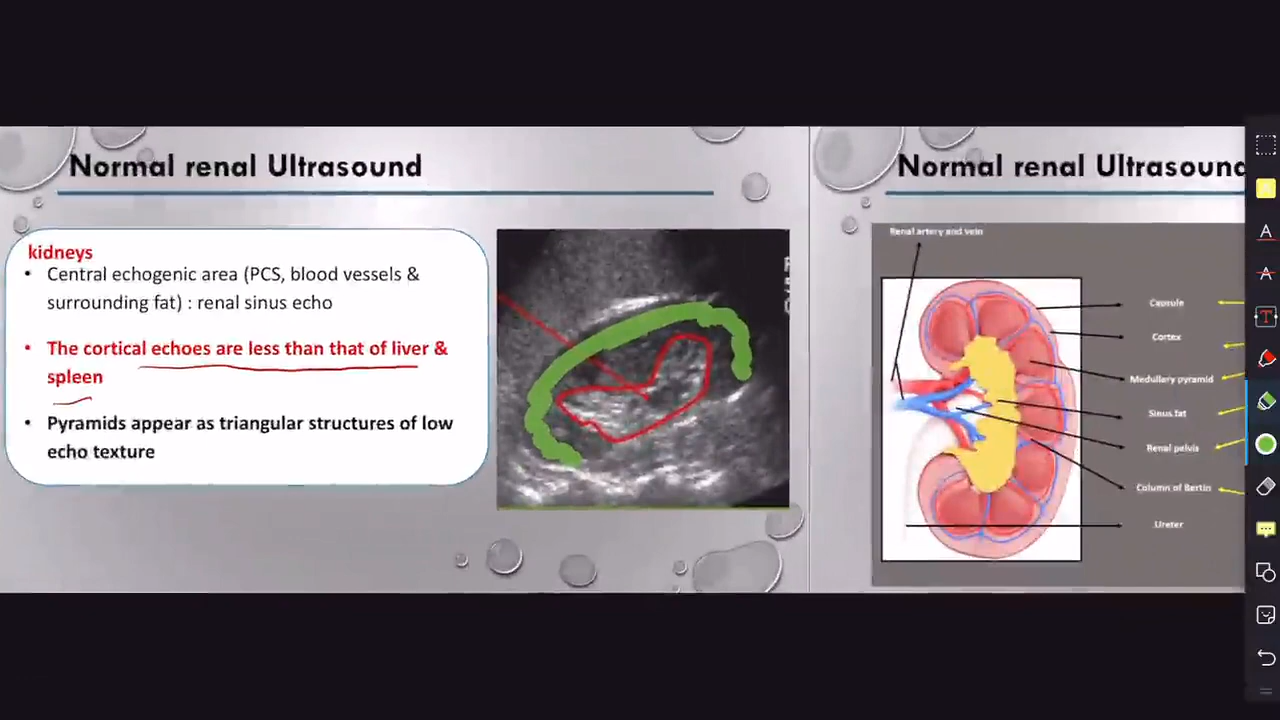 Normal renal Ultrasound
kidneys
• Central echogenic area (PCS, blood vessels &
surrounding fat) : renal sinus echo
• The cortical echoes are less than that of liver &
spleen
• Pyramids appear as triangular structures of low
echo texture
Normal renal Ultrasound
Renal artery and vein
Capsule
Cortex
Medullary pyramid
Sinus fat
Renal pelvis
Column of Bertin
Ureter